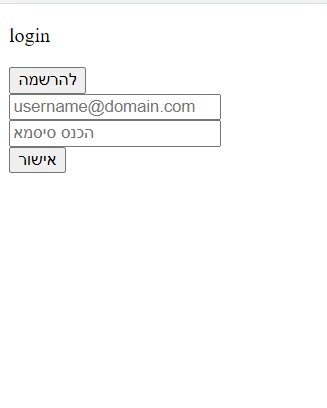 login
להרשמה
username@domain.com
הכנס סיסמא
אישור